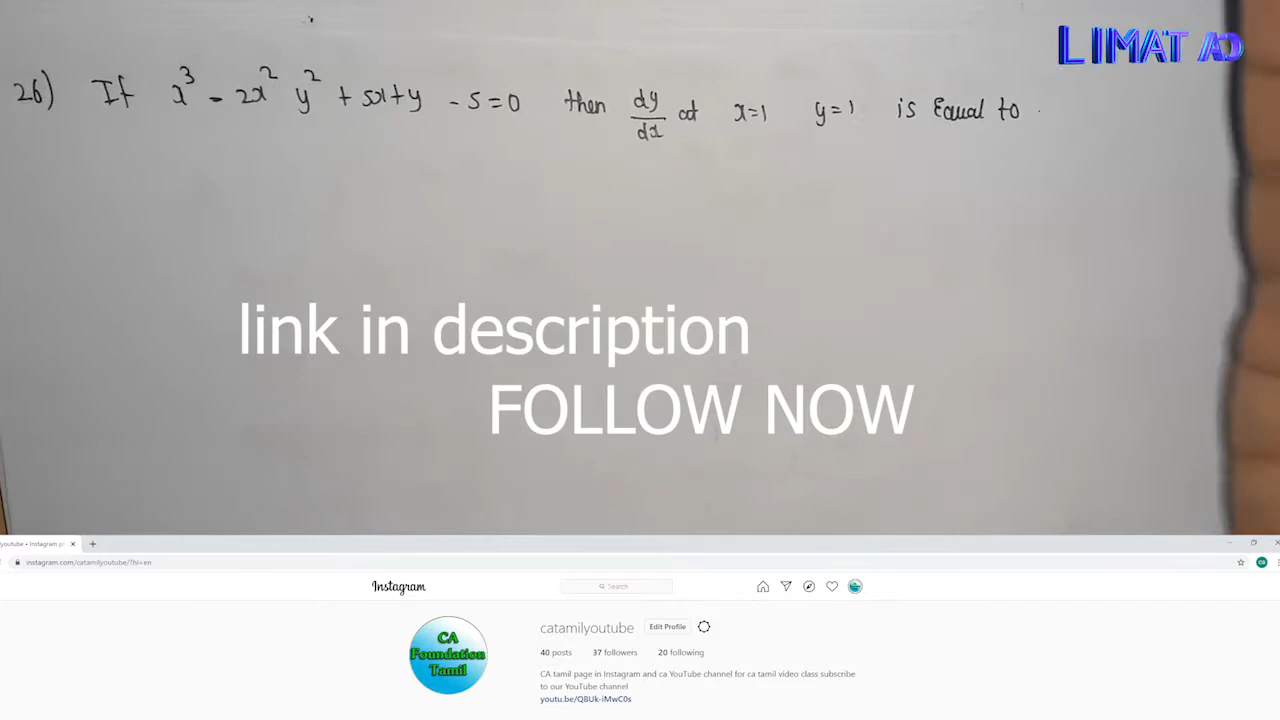 LIMAT AD
26) If x³ - 2x² y² + 5x + y - 5 = 0 then dy/dx at x=1 y=1 is Equal to
link in description
FOLLOW NOW
youtube • Instagram p
instagram.com/catamilyoutube/?hl=en
Instagram
Search
CA Foundation Tamil
catamilyoutube
Edit Profile
40 posts 37 followers 20 following
CA tamil page in Instagram and ca YouTube channel for ca tamil video class subscribe
to our YouTube channel
youtu.be/QBUk-iMwC0s